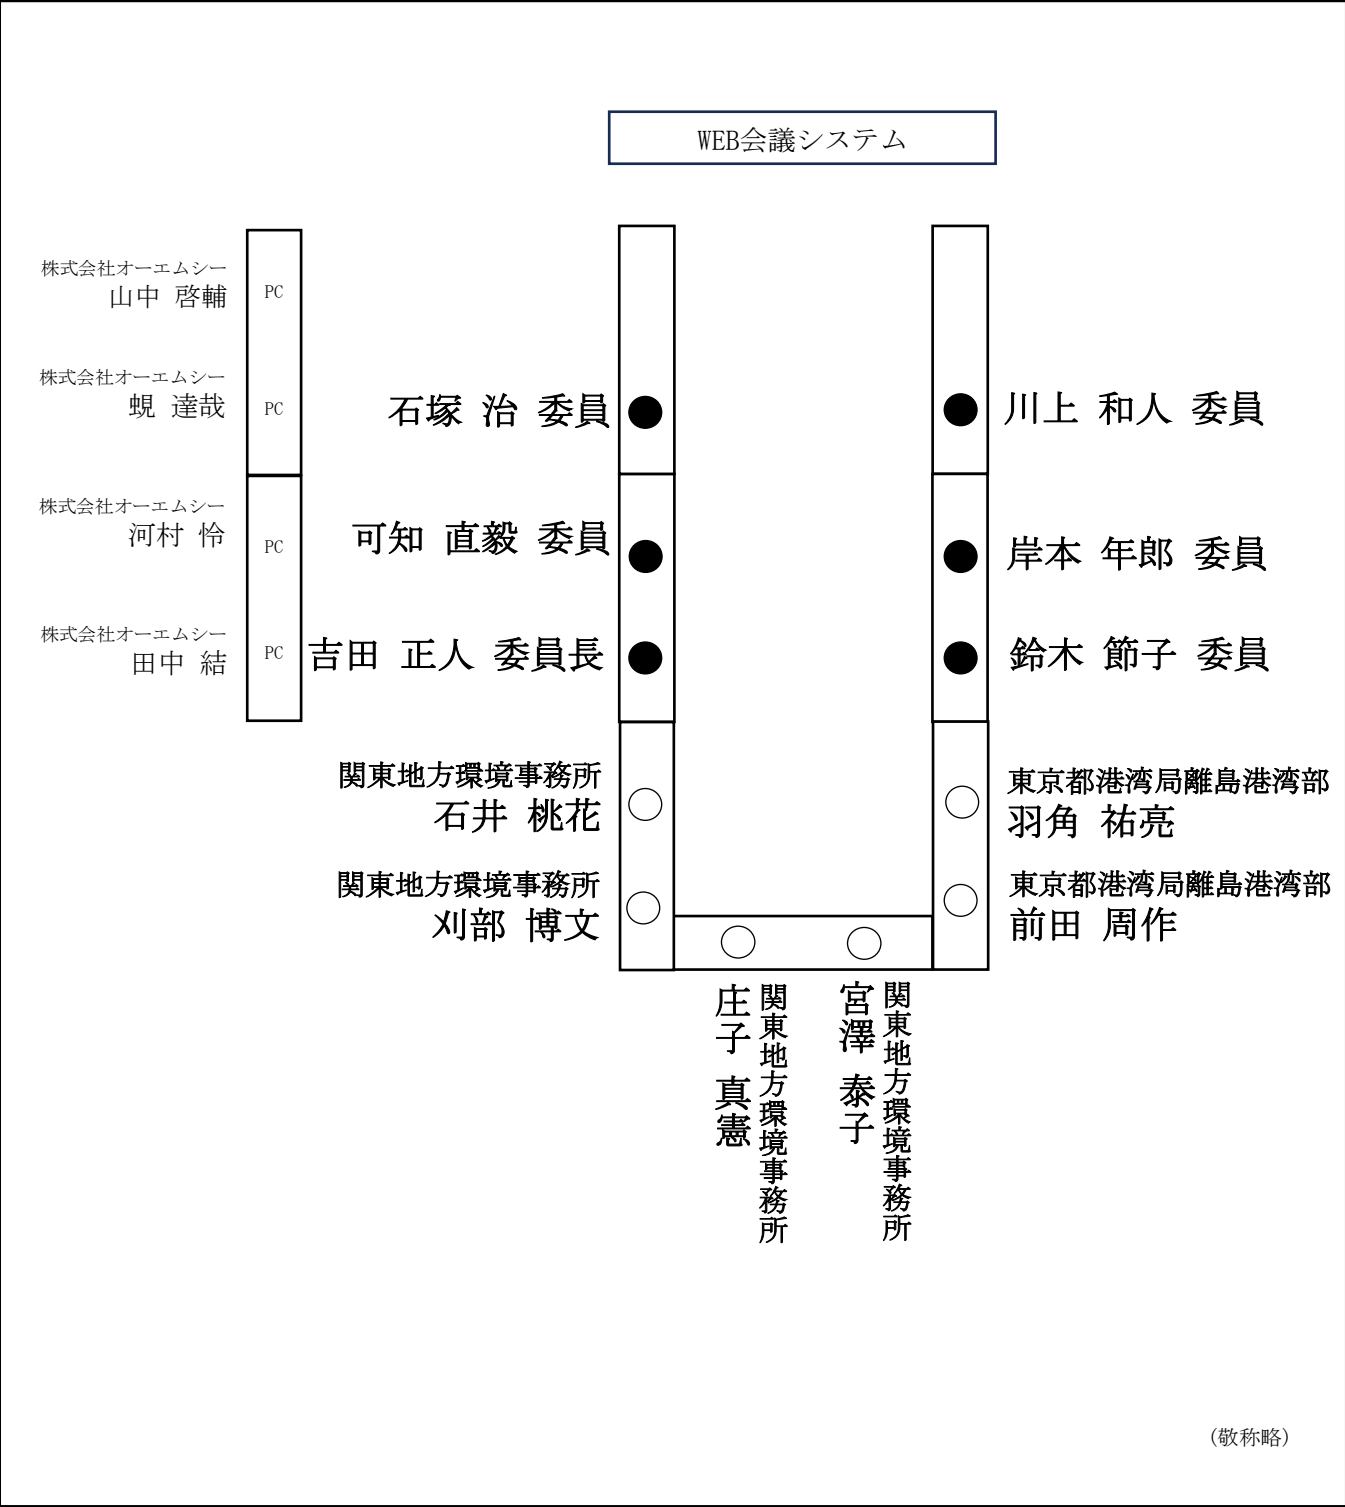 WEB会議システム
株式会社オーエムシー
山中 啓輔
PC
株式会社オーエムシー
蜆 達哉
PC
株式会社オーエムシー
河村 怜
PC
株式会社オーエムシー
田中 結
PC
石塚 治 委員
可知 直毅 委員
吉田 正人 委員長
関東地方環境事務所
石井 桃花
関東地方環境事務所
刈部 博文
川上 和人 委員
岸本 年郎 委員
鈴木 節子 委員
東京都港湾局離島港湾部
羽角 祐亮
東京都港湾局離島港湾部
前田 周作
関東地方環境事務所
宮澤 泰子
関東地方環境事務所
庄子 真憲
(敬称略)